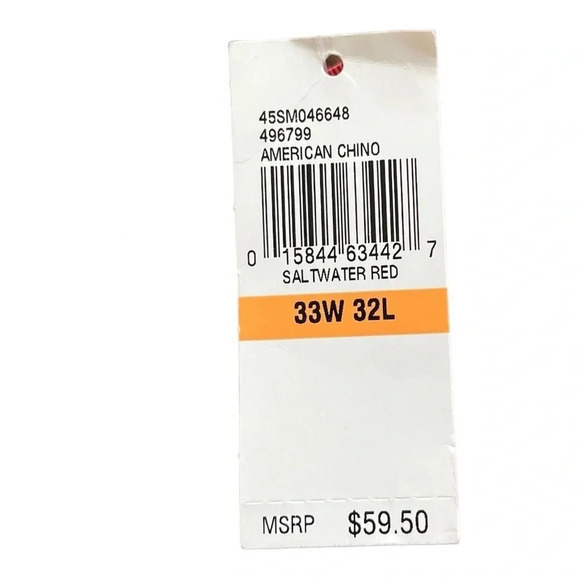 45SM046648
496799
AMERICAN CHINO
0 15844 63442 7
SALTWATER RED
33W 32L
MSRP $59.50